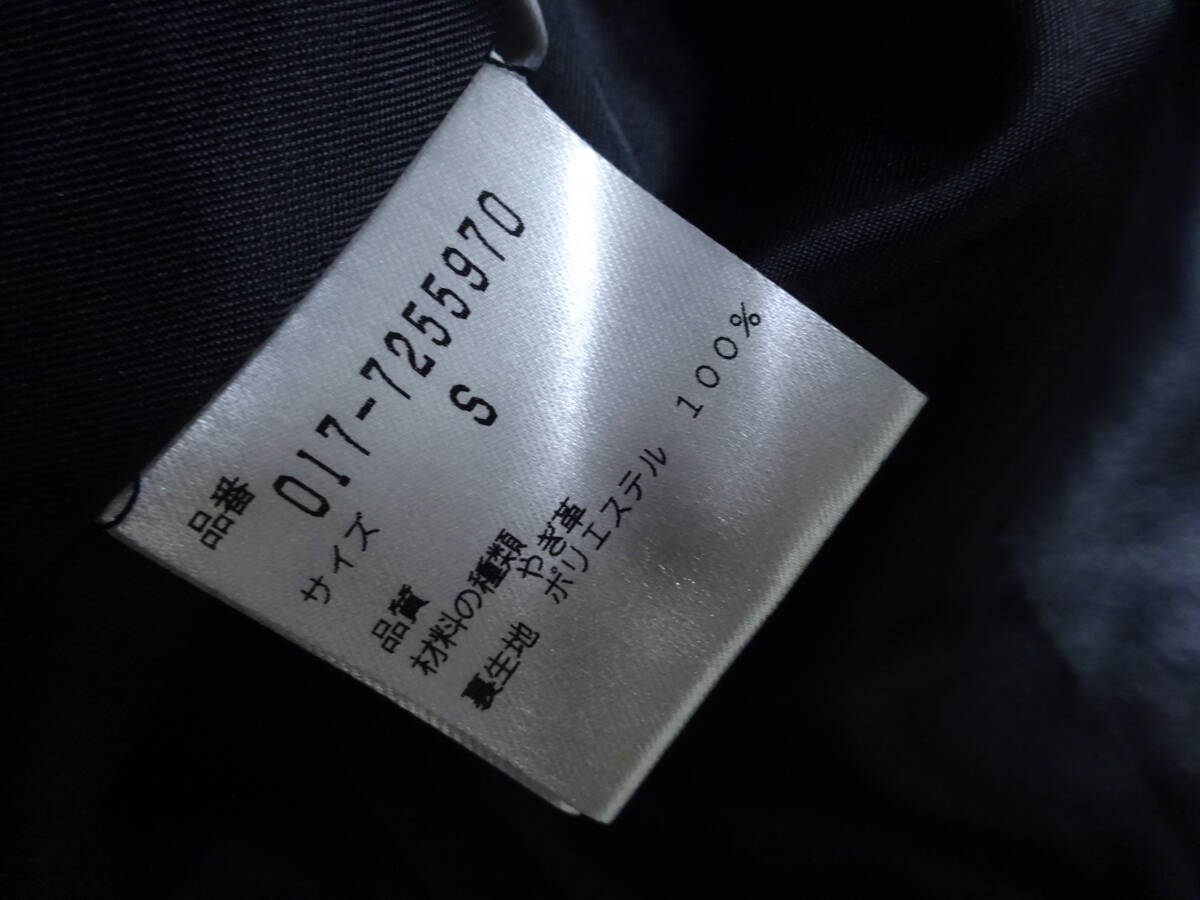 品番 017-7255970
サイズ S
品質
材料の種類 やぎ革
裏生地 ポリエステル 100%